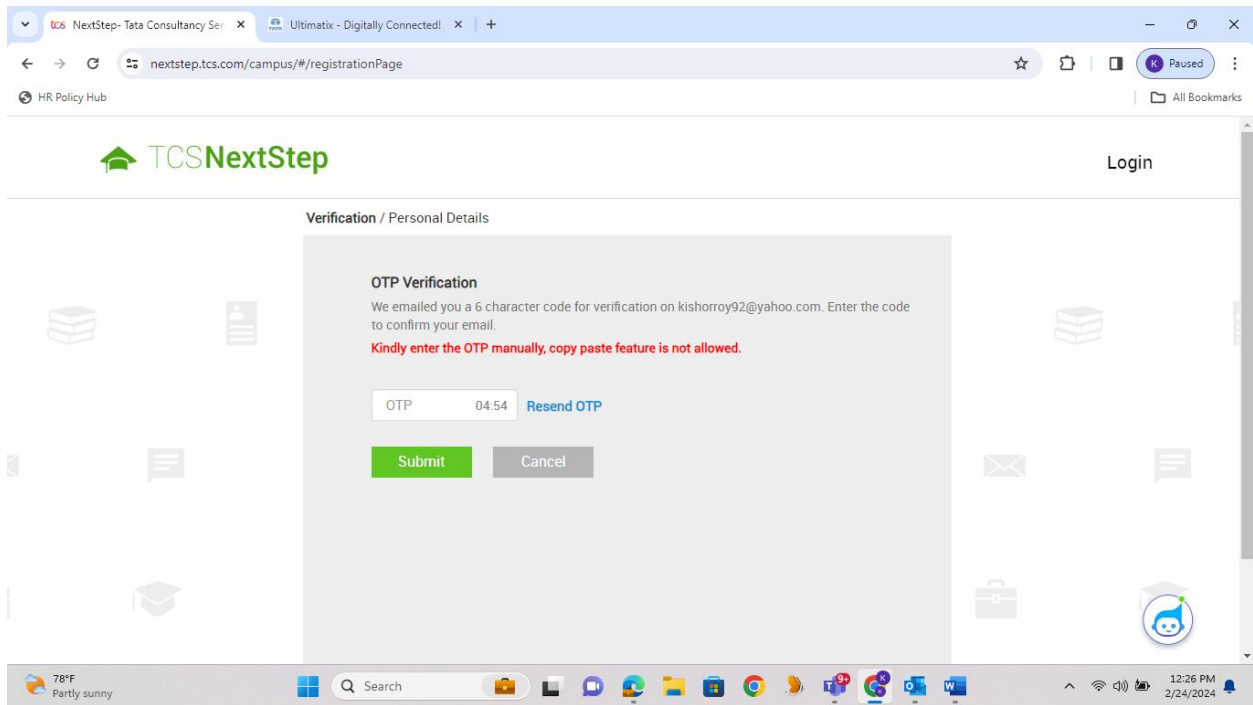 tcs NextStep- Tata Consultancy Ser
TATA Ultimatix - Digitally Connected!
nextstep.tcs.com/campus/#/registrationPage
K Paused
HR Policy Hub
All Bookmarks
TCSNextStep
Login
Verification / Personal Details
OTP Verification
We emailed you a 6 character code for verification on kishorroy92@yahoo.com. Enter the code
to confirm your email.
Kindly enter the OTP manually, copy paste feature is not allowed.
OTP 04:54 Resend OTP
Submit Cancel
78°F
Partly sunny
Search
9+
K
12:26 PM
2/24/2024